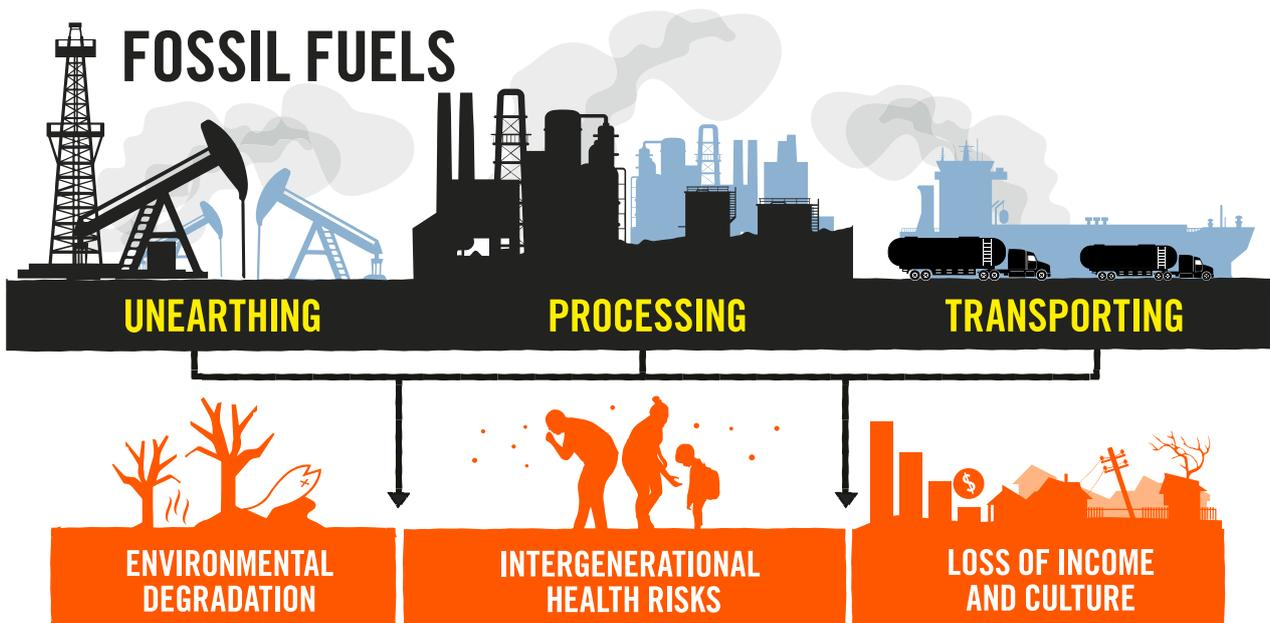 FOSSIL FUELS
UNEARTHING
PROCESSING
TRANSPORTING
ENVIRONMENTAL
DEGRADATION
INTERGENERATIONAL
HEALTH RISKS
$
LOSS OF INCOME
AND CULTURE